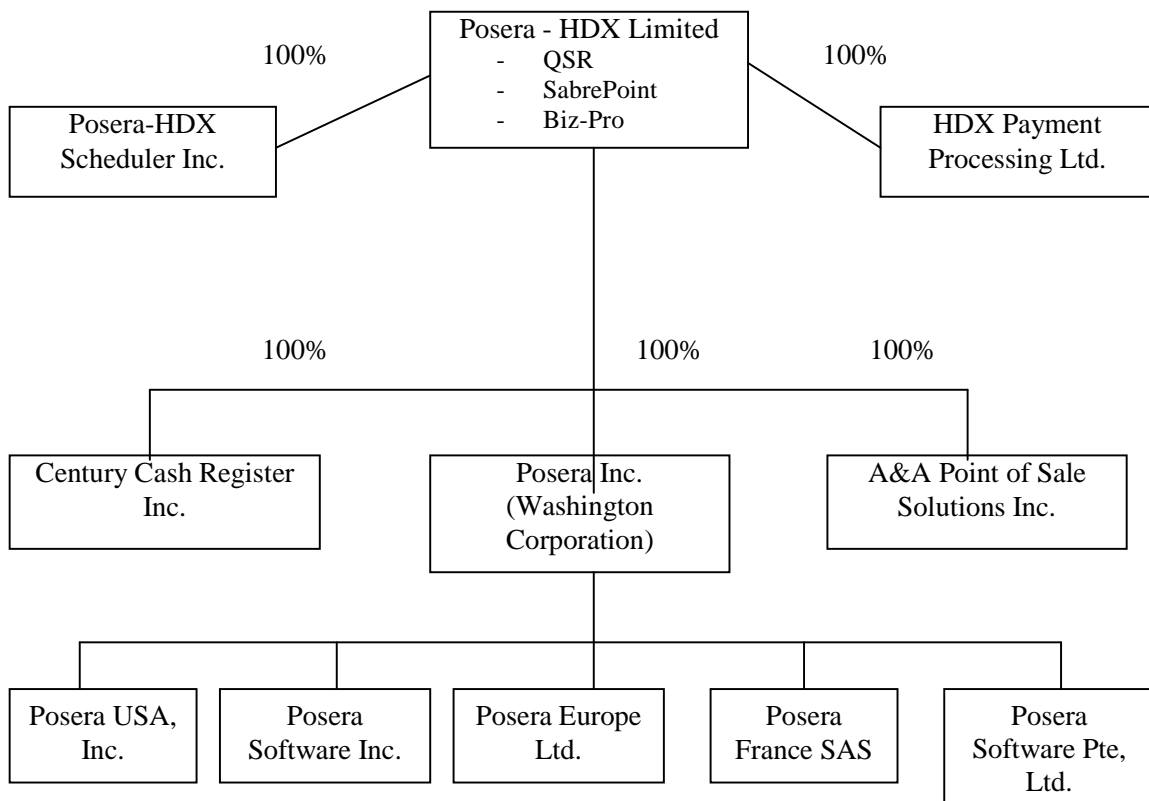 Posera - HDX Limited
- QSR
- SabrePoint
- Biz-Pro
100%
100%
Posera-HDX
Scheduler Inc.
HDX Payment
Processing Ltd.
100%
100%
100%
Century Cash Register
Inc.
Posera Inc.
(Washington
Corporation)
A&A Point of Sale
Solutions Inc.
Posera USA,
Inc.
Posera
Software Inc.
Posera Europe
Ltd.
Posera
France SAS
Posera
Software Pte,
Ltd.